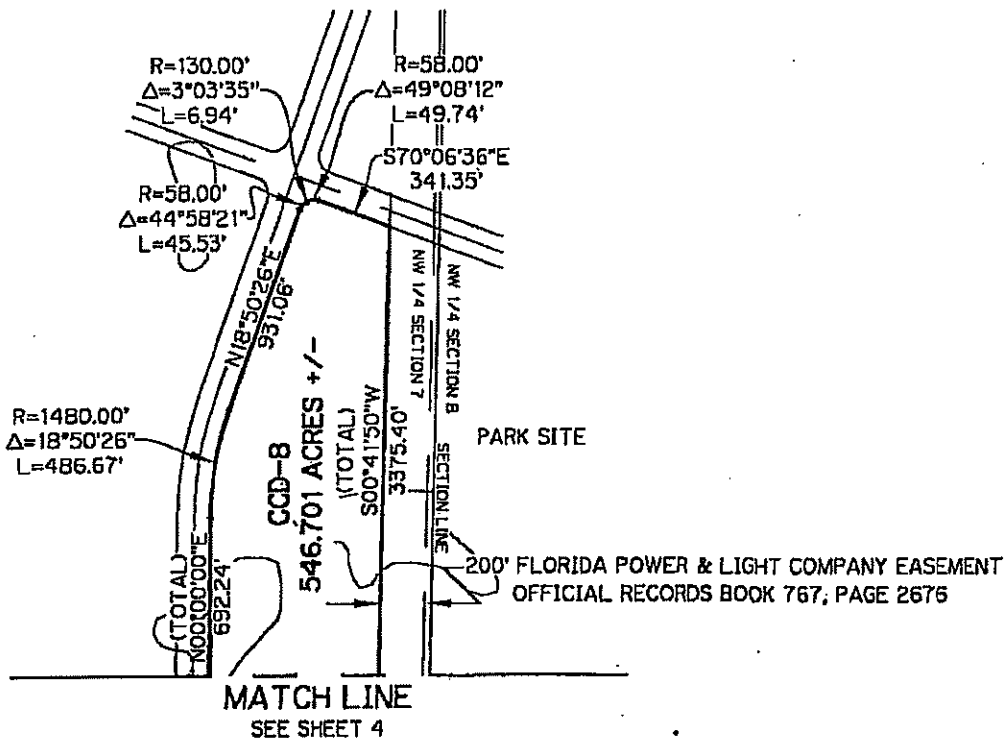 R=130.00'
Δ=3°03'35"
L=6.94'
R=58.00'
Δ=49°08'12"
L=49.74'
S70°06'36"E
341.35'
R=58.00'
Δ=44°58'21"
L=45.53'
N18°50'26"E
931.06'
NW 1/4 SECTION 7
NW 1/4 SECTION 8
R=1480.00'
Δ=18°50'26"
L=486.67'
CCD-8
546.701 ACRES +/-
(TOTAL)
S00°41'50"W
3375.40'
SECTION LINE
PARK SITE
(TOTAL)
N00°00'00"E
692.24'
200' FLORIDA POWER & LIGHT COMPANY EASEMENT
OFFICIAL RECORDS BOOK 767, PAGE 2676
MATCH LINE
SEE SHEET 4